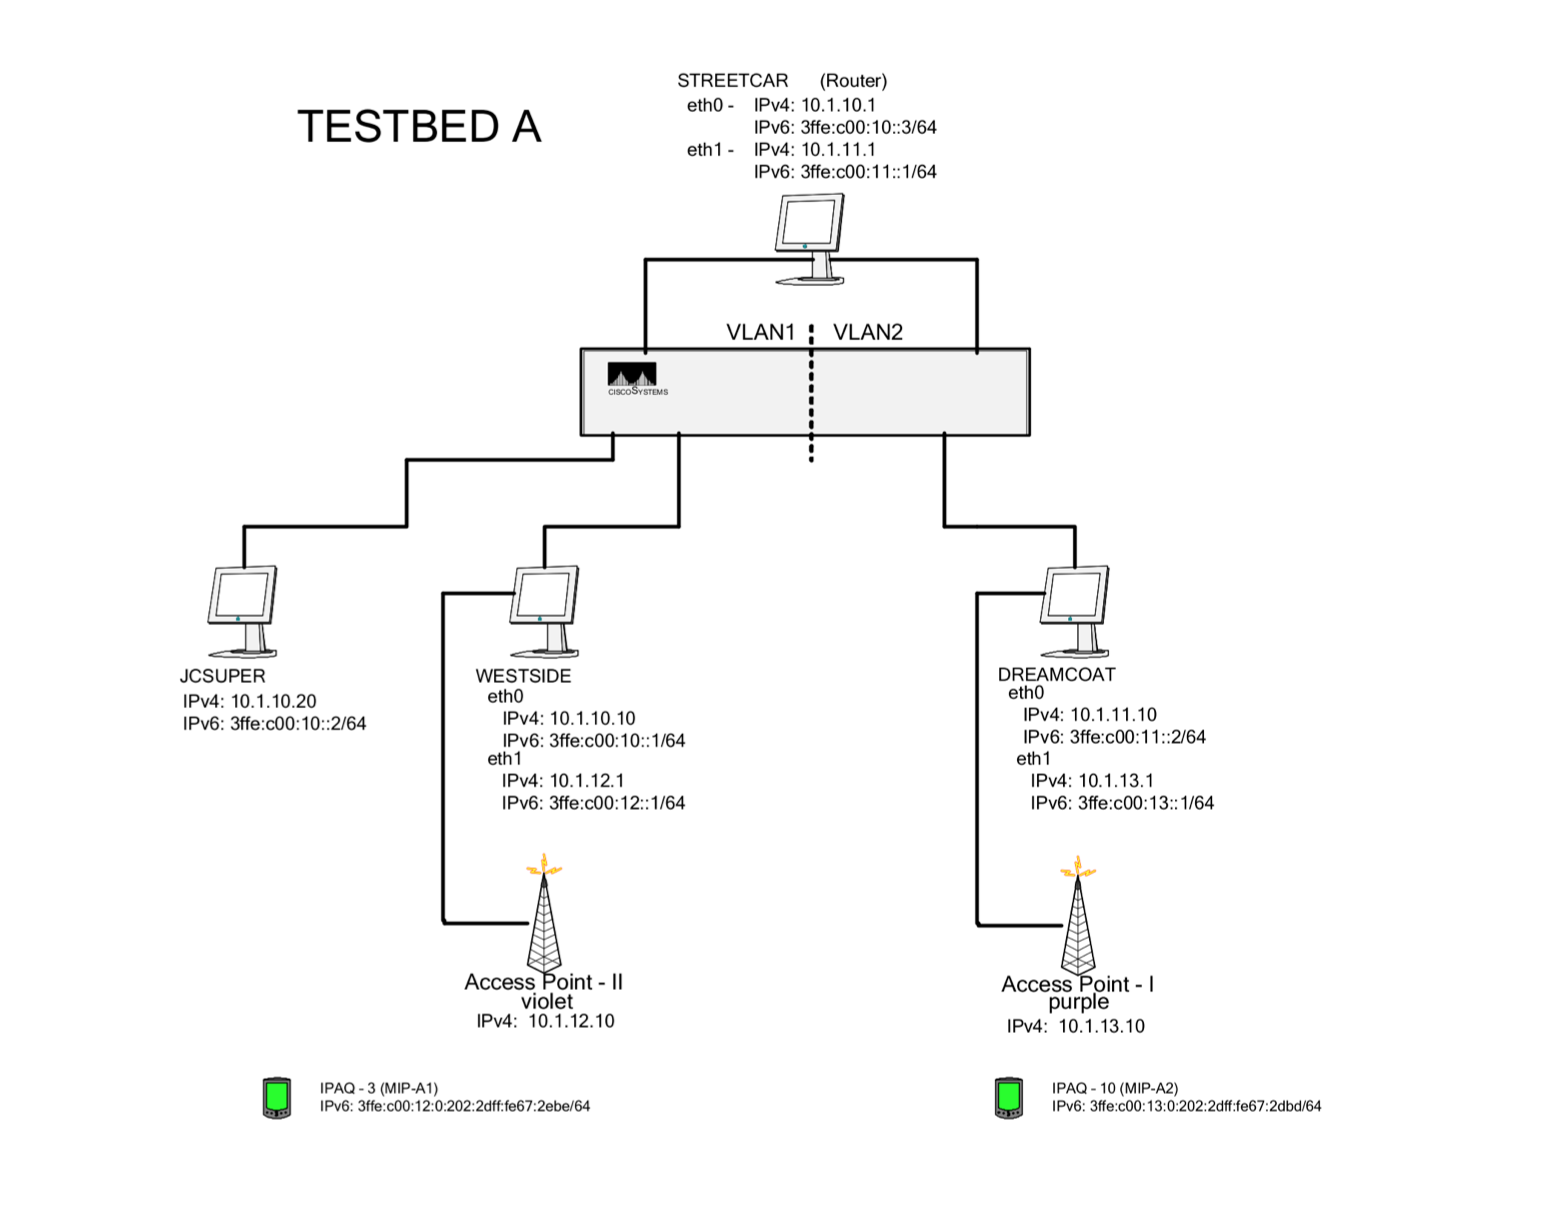 TESTBED A
STREETCAR (Router)
eth0 - IPv4: 10.1.10.1
IPv6: 3ffe:c00:10::3/64
eth1 - IPv4: 10.1.11.1
IPv6: 3ffe:c00:11::1/64
VLAN1 VLAN2
CISCOSYSTEMS
JCSUPER
IPv4: 10.1.10.20
IPv6: 3ffe:c00:10::2/64
WESTSIDE
eth0
IPv4: 10.1.10.10
IPv6: 3ffe:c00:10::1/64
eth1
IPv4: 10.1.12.1
IPv6: 3ffe:c00:12::1/64
DREAMCOAT
eth0
IPv4: 10.1.11.10
IPv6: 3ffe:c00:11::2/64
eth1
IPv4: 10.1.13.1
IPv6: 3ffe:c00:13::1/64
Access Point - II
violet
IPv4: 10.1.12.10
Access Point - I
purple
IPv4: 10.1.13.10
IPAQ - 3 (MIP-A1)
IPv6: 3ffe:c00:12:0:202:2dff:fe67:2ebe/64
IPAQ - 10 (MIP-A2)
IPv6: 3ffe:c00:13:0:202:2dff:fe67:2dbd/64